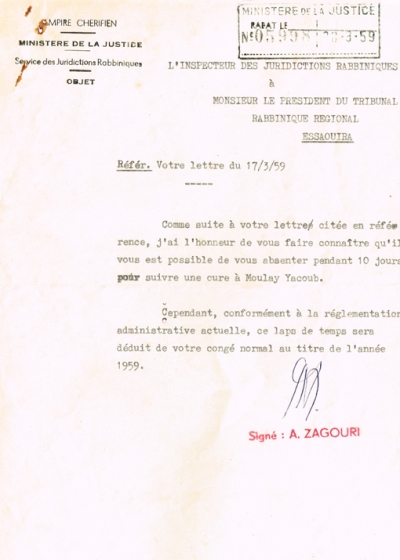 EMPIRE CHERIFIEN
MINISTERE DE LA JUSTICE
Service des Juridictions Rabbiniques
OBJET
MINISTERE DE LA JUSTICE
RABAT LE
N° 05998
-3-59
L'INSPECTEUR DES JURIDICTIONS RABBINIQUES
à
MONSIEUR LE PRESIDENT DU TRIBUNAL
RABBINIQUE REGIONAL
ESSAOUIRA
Référ. Votre lettre du 17/3/59
-----
Comme suite à votre lettre citée en réfé-
rence, j'ai l'honneur de vous faire connaître qu'il
vous est possible de vous absenter pendant 10 jours
pour suivre une cure à Moulay Yacoub.
Cependant, conformément à la réglementation
administrative actuelle, ce laps de temps sera
déduit de votre congé normal au titre de l'année
1959.
Signé : A. ZAGOURI